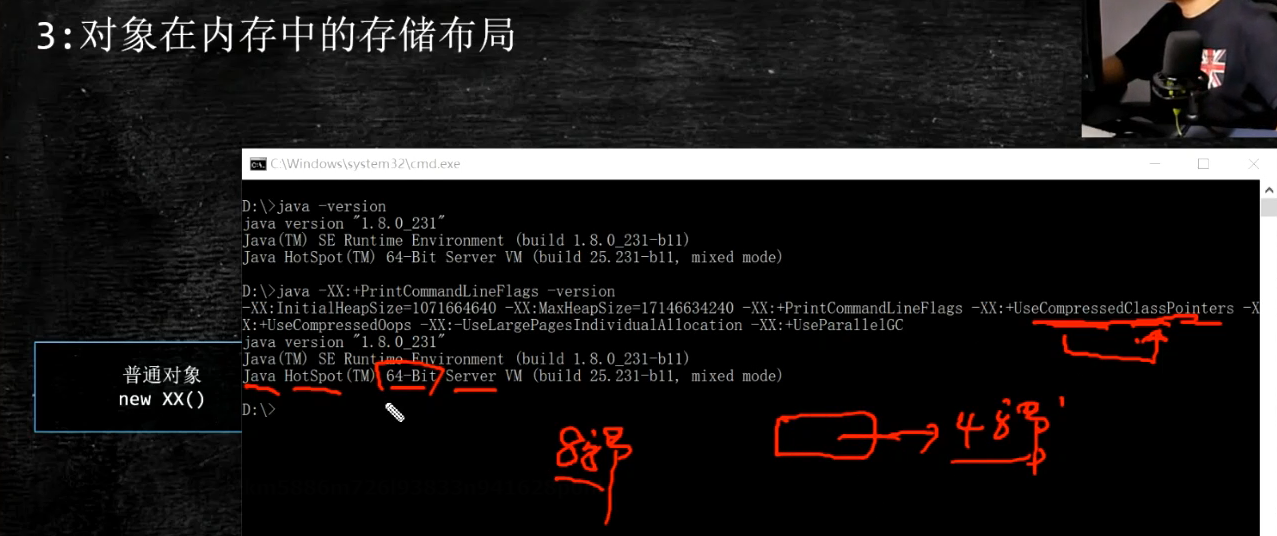 3:对象在内存中的存储布局
C:\Windows\system32\cmd.exe
D:\>java -version
java version "1.8.0_231"
Java(TM) SE Runtime Environment (build 1.8.0_231-b11)
Java HotSpot(TM) 64-Bit Server VM (build 25.231-b11, mixed mode)
D:\>java -XX:+PrintCommandLineFlags -version
-XX:InitialHeapSize=1071664640 -XX:MaxHeapSize=17146634240 -XX:+PrintCommandLineFlags -XX:+UseCompressedClassPointers -X
X:+UseCompressedOops -XX:-UseLargePagesIndividualAllocation -XX:+UseParallelGC
java version "1.8.0_231"
Java(TM) SE Runtime Environment (build 1.8.0_231-b11)
Java HotSpot(TM) 64-Bit Server VM (build 25.231-b11, mixed mode)
D:\>
普通对象
new XX()
8字节
4字节